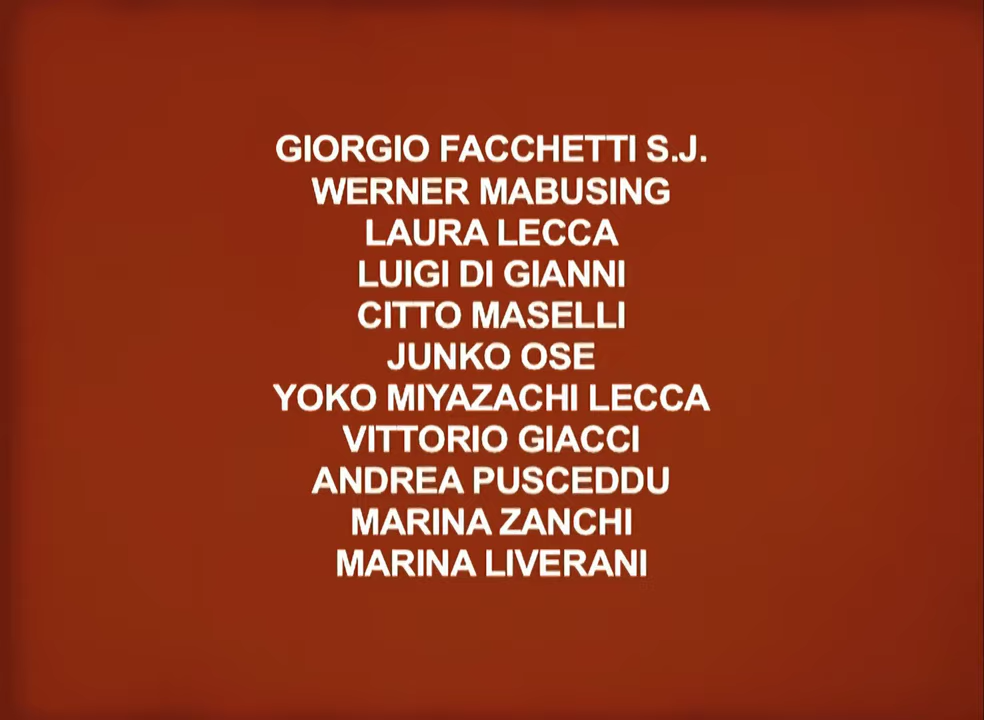 GIORGIO FACCHETTI S.J.
WERNER MABUSING
LAURA LECCA
LUIGI DI GIANNI
CITTO MASELLI
JUNKO OSE
YOKO MIYAZACHI LECCA
VITTORIO GIACCI
ANDREA PUSCEDDU
MARINA ZANCHI
MARINA LIVERANI